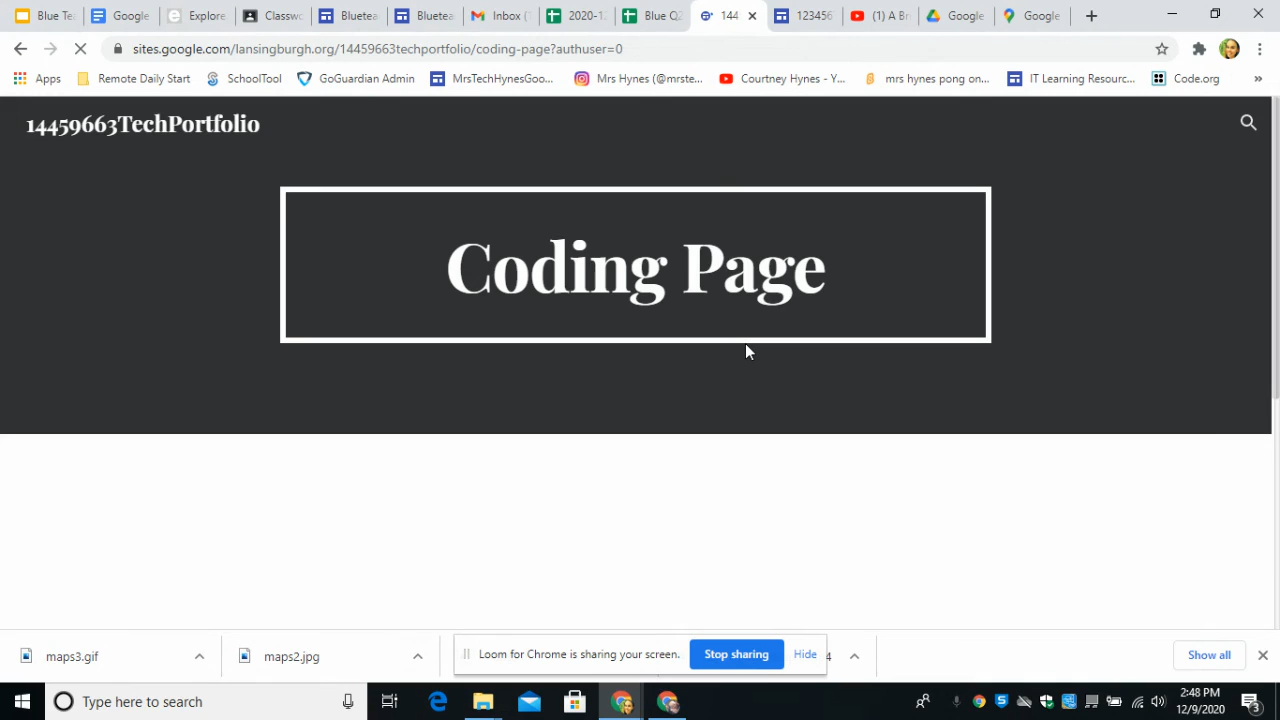 Blue Te
Google
Explore
Classw
Bluetea
Bluetea
Inbox (
2020-1
Blue Q2
144
123456
(1) A Br
Google
Google
sites.google.com/lansingburgh.org/14459663techportfolio/coding-page?authuser=0
Apps
Remote Daily Start
SchoolTool
GoGuardian Admin
MrsTechHynesGoo...
Mrs Hynes (@mrste...
Courtney Hynes - Y...
mrs hynes pong on...
IT Learning Resourc...
Code.org
»
14459663TechPortfolio
Coding Page
maps3.gif
maps2.jpg
Loom for Chrome is sharing your screen.
Stop sharing
Hide
4
Show all
Type here to search
2:48 PM
12/9/2020
3